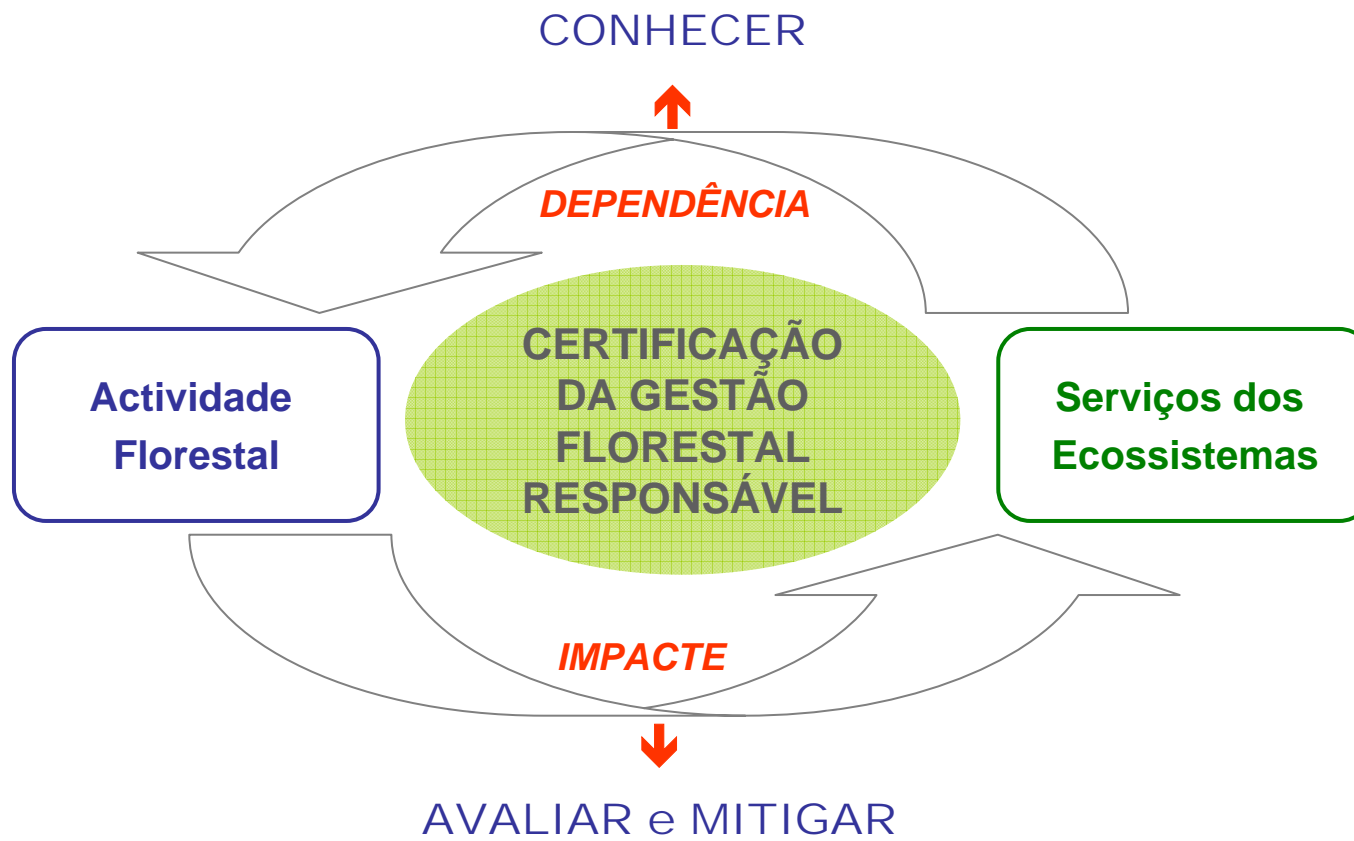 CONHECER
DEPENDÊNCIA
CERTIFICAÇÃO
DA GESTÃO
FLORESTAL
RESPONSÁVEL
Actividade
Florestal
Serviços dos
Ecossistemas
IMPACTE
AVALIAR e MITIGAR